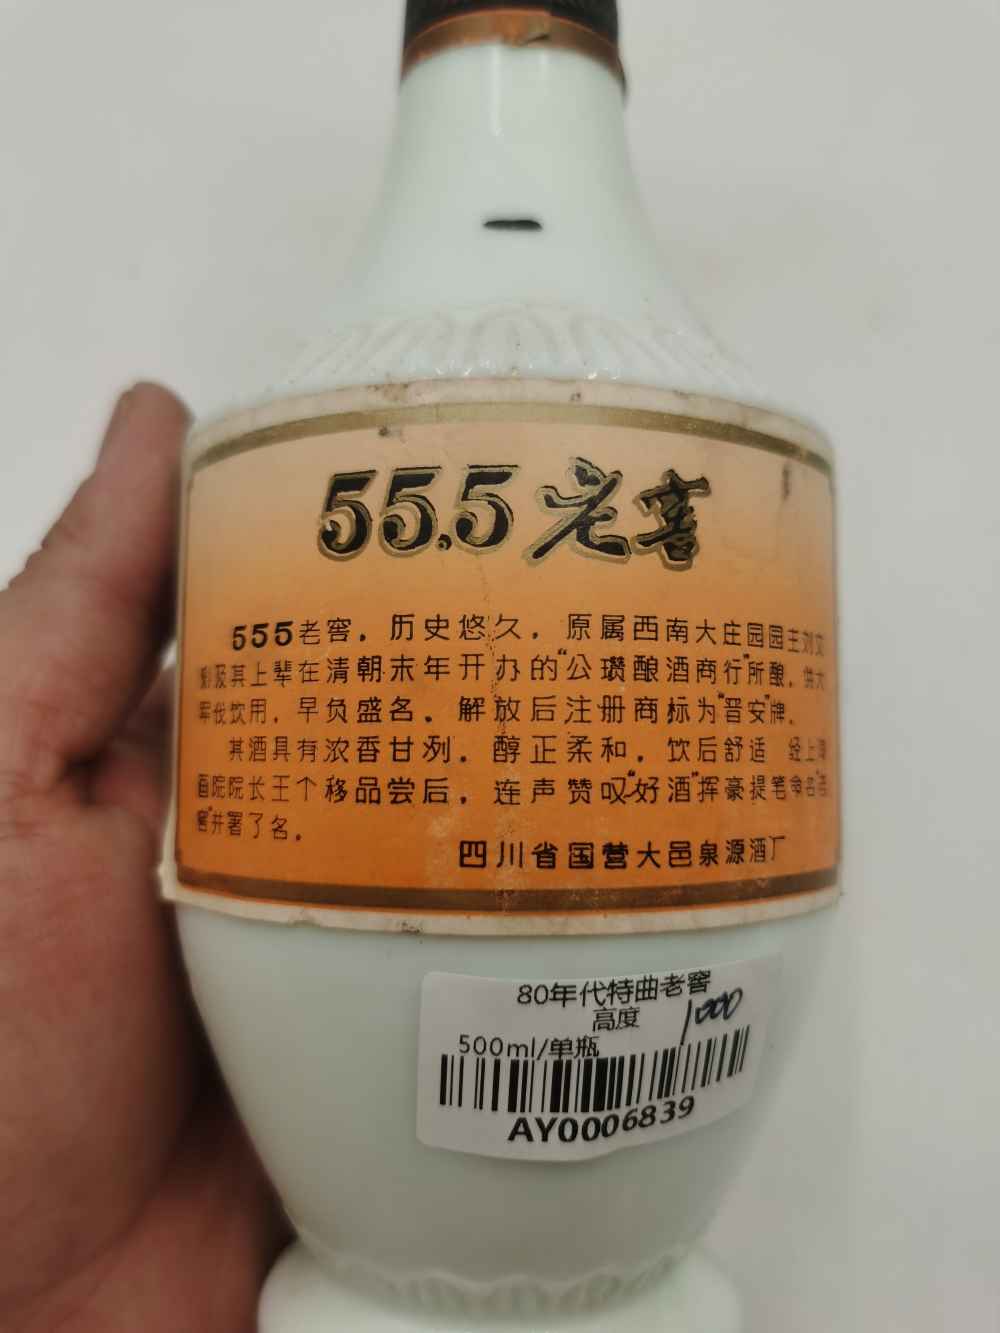 55.5老窖
555老窖，历史悠久，原属西南大庄园园主刘文
彩及其上辈在清朝末年开办的“公瓒酿酒商行”所酿，供大
军伐饮用，早负盛名。解放后注册商标为“晋安”牌。
其酒具有浓香甘冽，醇正柔和，饮后舒适 经上
画院院长王个移品尝后，连声赞叹“好酒”挥豪提笔命名“老
窖”并署了名。
四川省国营大邑泉源酒厂
80年代特曲老窖
高度 1000
500ml/单瓶
AY0006839